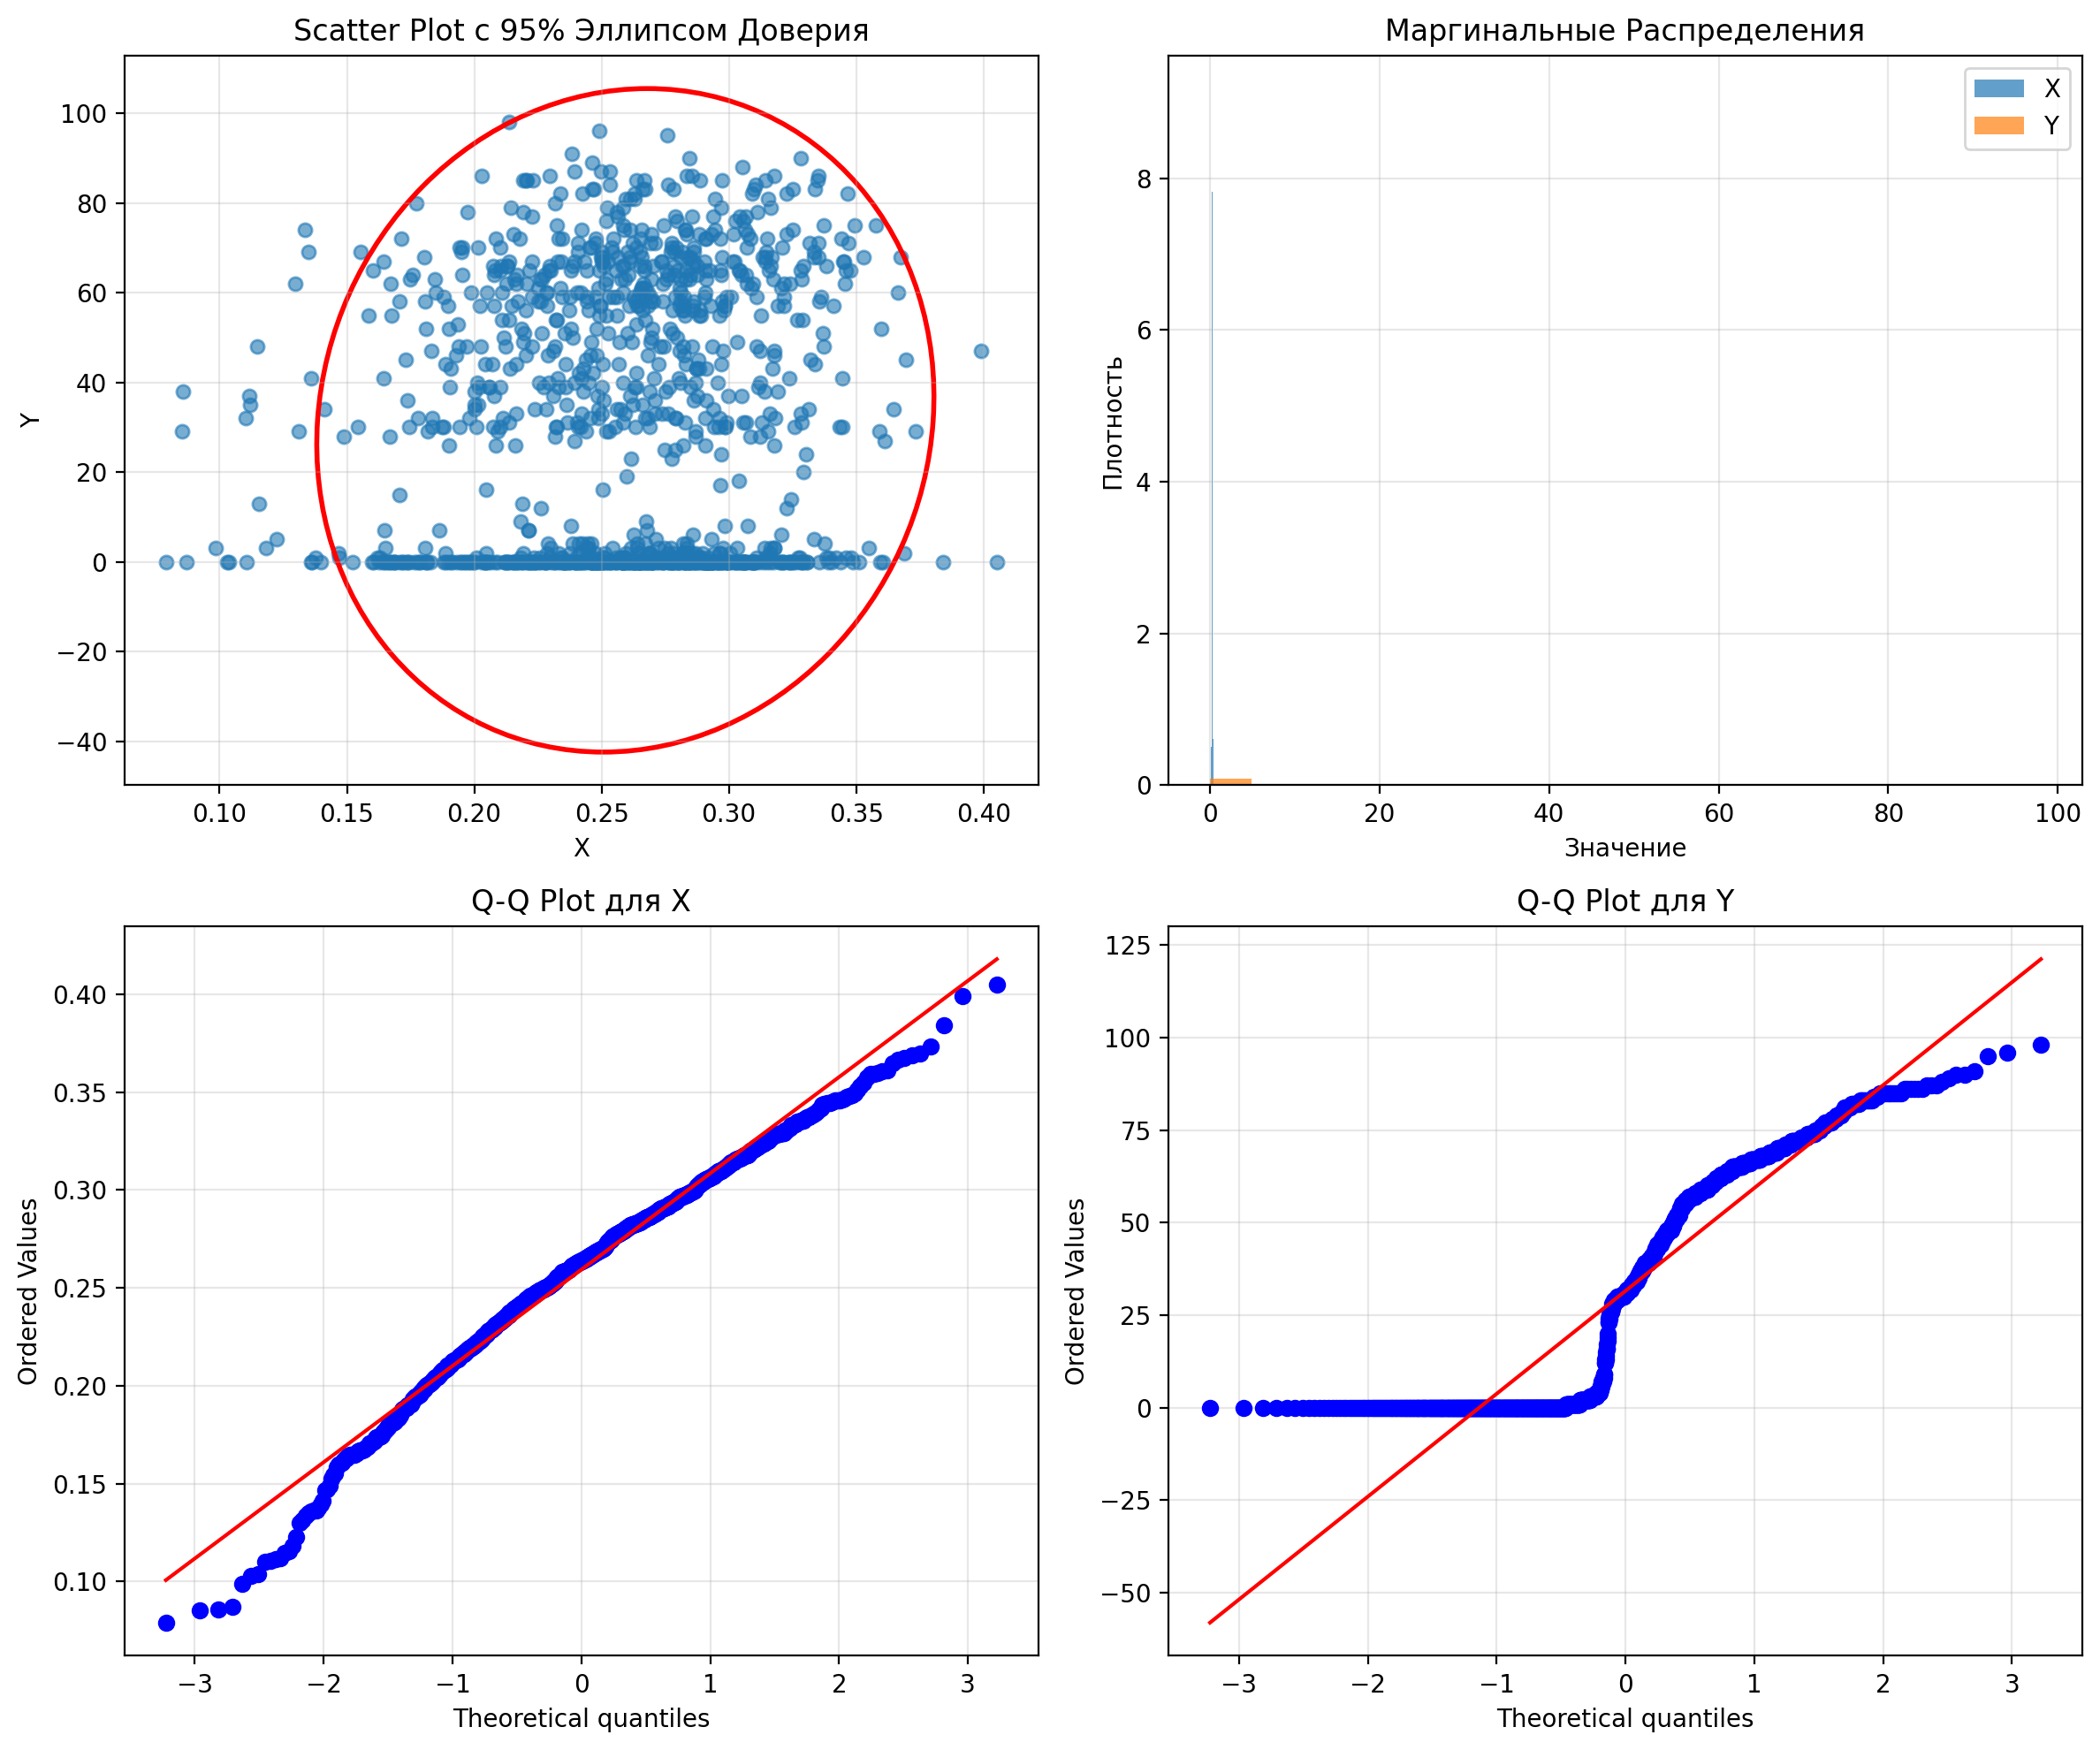 Scatter Plot с 95% Эллипсом Доверия
100
80
60
40
20
0
−20
−40
Y
0.10 0.15 0.20 0.25 0.30 0.35 0.40
X
Маргинальные Распределения
X
Y
8
6
4
2
0
Плотность
0 20 40 60 80 100
Значение
Q-Q Plot для X
0.40
0.35
0.30
0.25
0.20
0.15
0.10
Ordered Values
−3 −2 −1 0 1 2 3
Theoretical quantiles
Q-Q Plot для Y
125
100
75
50
25
0
−25
−50
Ordered Values
−3 −2 −1 0 1 2 3
Theoretical quantiles